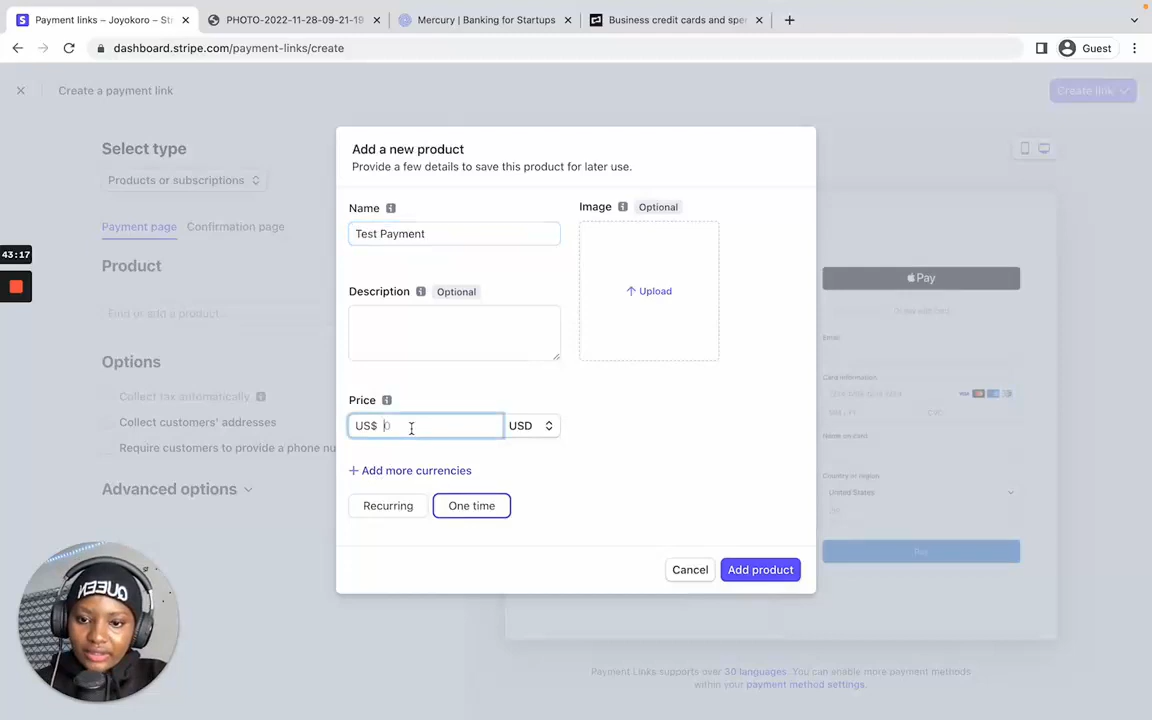 Payment links – Joyokoro – St
PHOTO-2022-11-28-09-21-19
Mercury | Banking for Startups
Business credit cards and spe
dashboard.stripe.com/payment-links/create
Guest
Create a payment link
Create link
Select type
Products or subscriptions
Payment page
Confirmation page
43:17
Product
Find or add a product...
Options
Collect tax automatically
Collect customers' addresses
Require customers to provide a phone nu
Advanced options
Add a new product
Provide a few details to save this product for later use.
Name
Test Payment
Image
Optional
Upload
Description
Optional
Price
US$ 0
USD
+ Add more currencies
Recurring
One time
Cancel
Add product
Pay
Email
Card information
MM / YY
CVC
Name on card
Country or region
United States
ZIP
Pay
Payment Links supports over 30 languages. You can enable more payment methods
within your payment method settings.
QUEEN